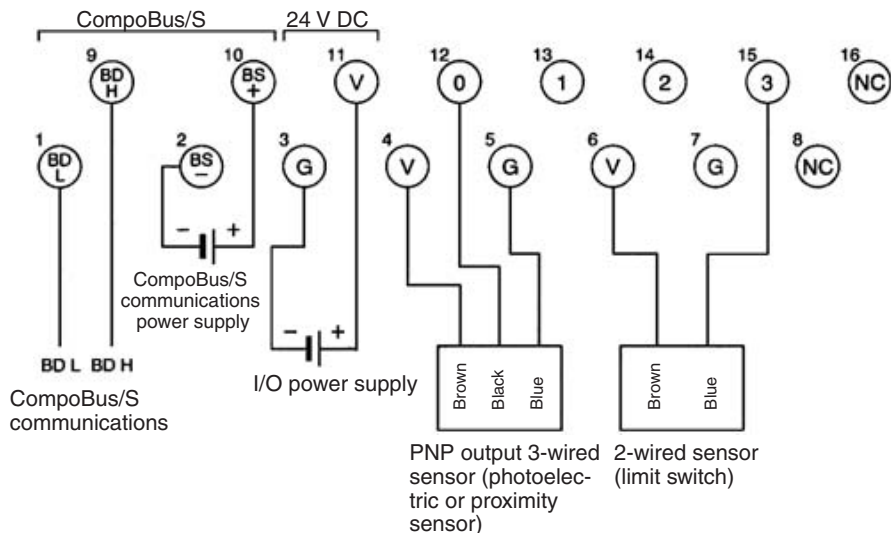 CompoBus/S 24 V DC
9 10 11 12 13 14 15 16
BD H BS + V 0 1 2 3 NC
1 2 3 4 5 6 7 8
BD L BS – G V G V G NC
– +
CompoBus/S
communications
power supply
– +
BD L BD H
I/O power supply
Brown Black Blue Brown Blue
CompoBus/S
communications
PNP output 3-wired
sensor (photoelec-
tric or proximity
sensor)
2-wired sensor
(limit switch)